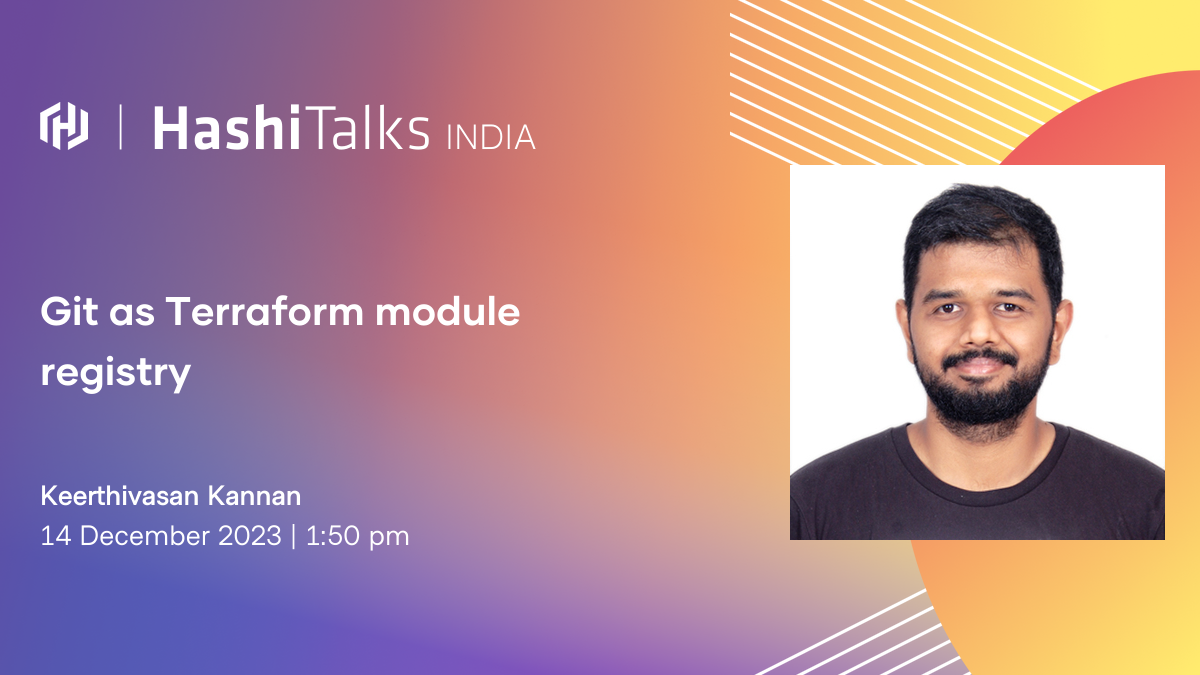 HashiTalks INDIA
Git as Terraform module
registry
Keerthivasan Kannan
14 December 2023 | 1:50 pm